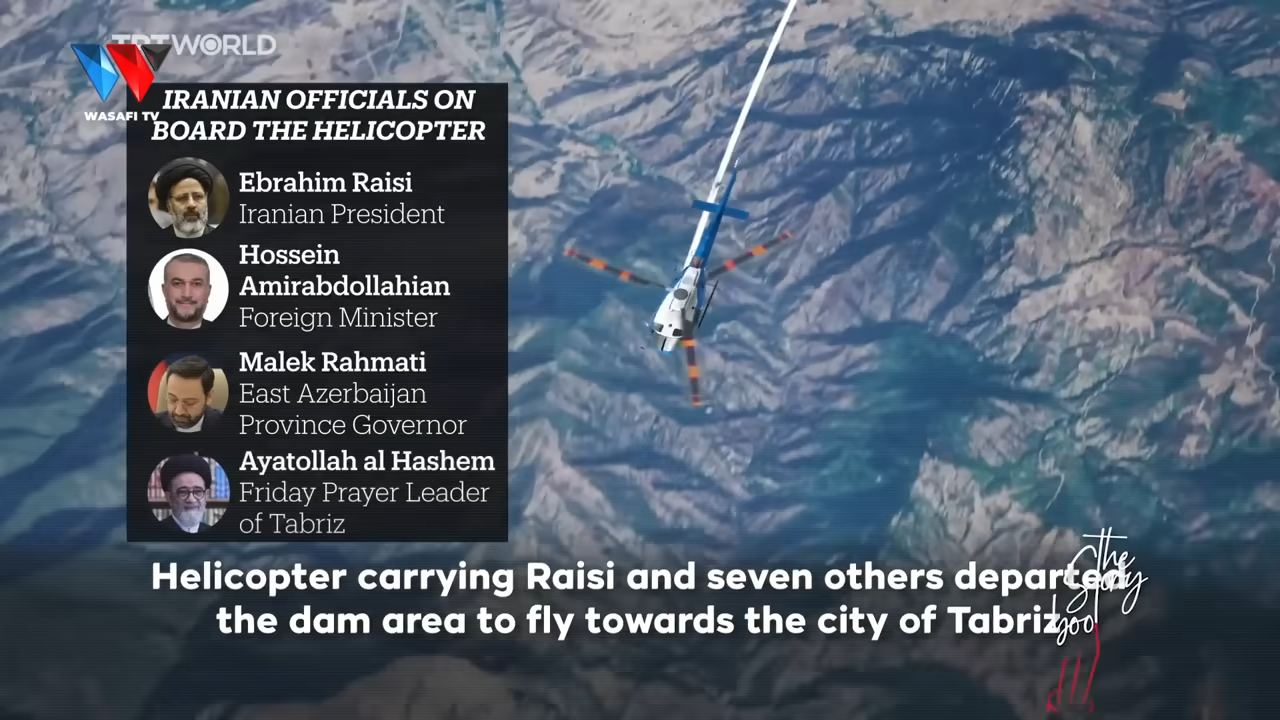 TRT WORLD
WASAFI TV
IRANIAN OFFICIALS ON
BOARD THE HELICOPTER
Ebrahim Raisi
Iranian President
Hossein
Amirabdollahian
Foreign Minister
Malek Rahmati
East Azerbaijan
Province Governor
Ayatollah al Hashem
Friday Prayer Leader
of Tabriz
Helicopter carrying Raisi and seven others departed
the dam area to fly towards the city of Tabriz
the
Story